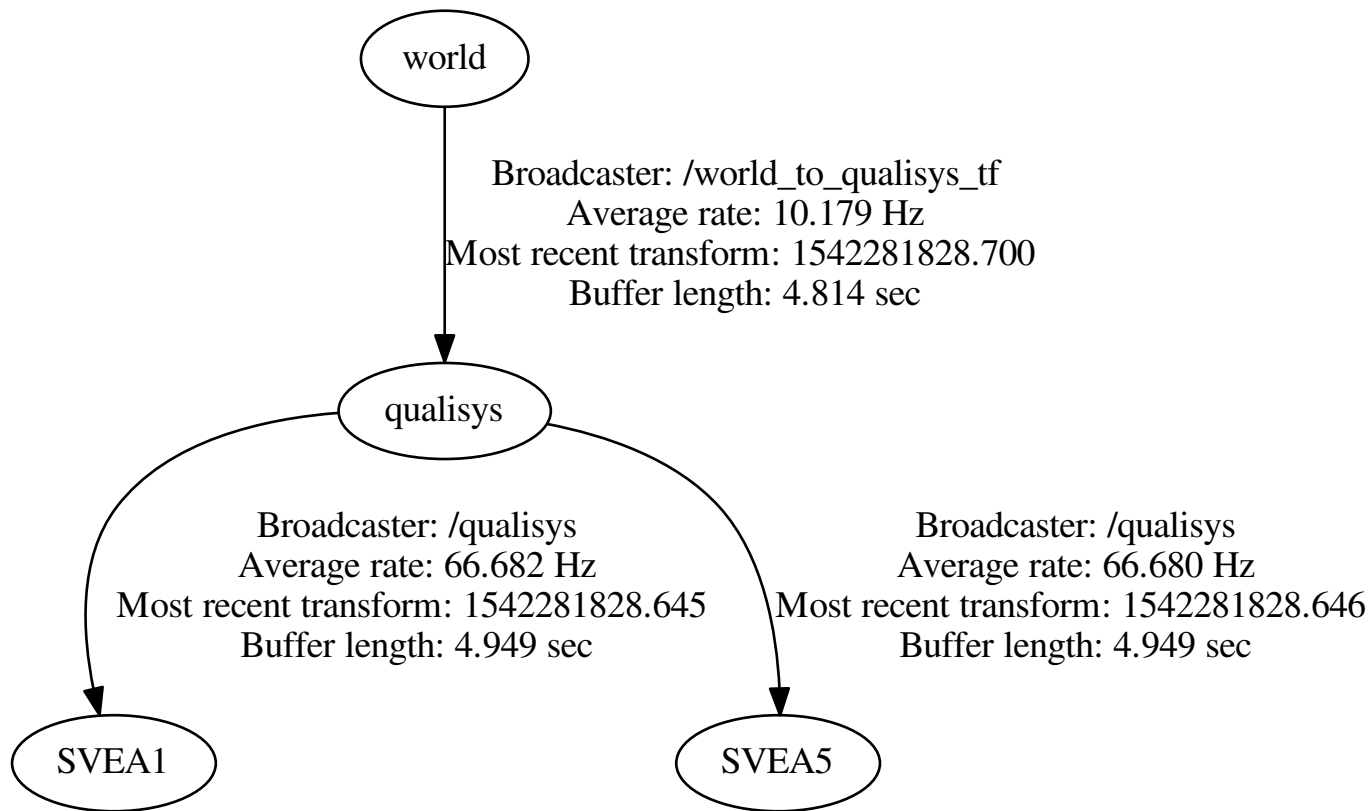 world
Broadcaster: /world_to_qualisys_tf
Average rate: 10.179 Hz
Most recent transform: 1542281828.700
Buffer length: 4.814 sec
qualisys
Broadcaster: /qualisys
Average rate: 66.682 Hz
Most recent transform: 1542281828.645
Buffer length: 4.949 sec
Broadcaster: /qualisys
Average rate: 66.680 Hz
Most recent transform: 1542281828.646
Buffer length: 4.949 sec
SVEA1
SVEA5